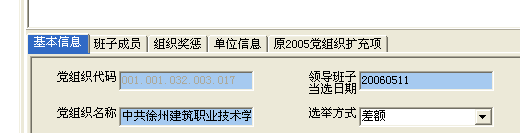 基本信息 班子成员 组织奖惩 单位信息 原2005党组织扩充项
党组织代码 001.001.032.003.017 领导班子当选日期 20060511
党组织名称 中共徐州建筑职业技术学 选举方式 差额